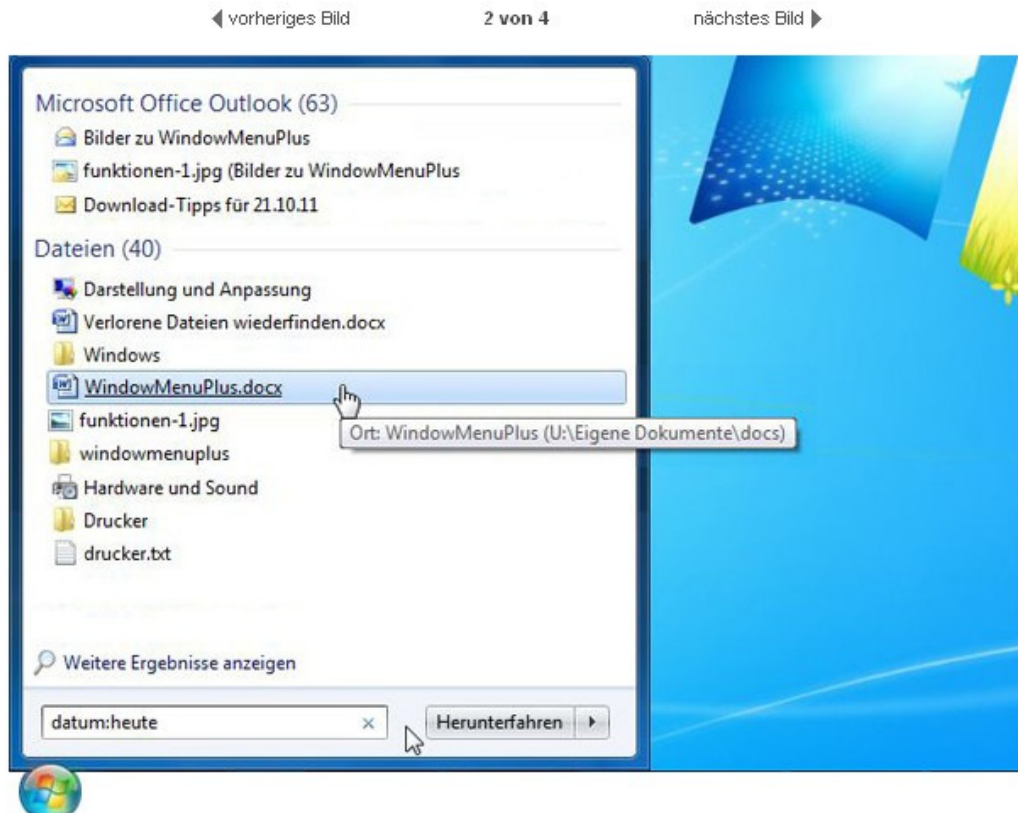 vorheriges Bild 2 von 4 nächstes Bild
Microsoft Office Outlook (63)
Bilder zu WindowMenuPlus
funktionen-1.jpg (Bilder zu WindowMenuPlus
Download-Tipps für 21.10.11
Dateien (40)
Darstellung und Anpassung
Verlorene Dateien wiederfinden.docx
Windows
WindowMenuPlus.docx
funktionen-1.jpg
Ort: WindowMenuPlus (U:\Eigene Dokumente\docs)
windowmenuplus
Hardware und Sound
Drucker
drucker.txt
Weitere Ergebnisse anzeigen
datum:heute
Herunterfahren